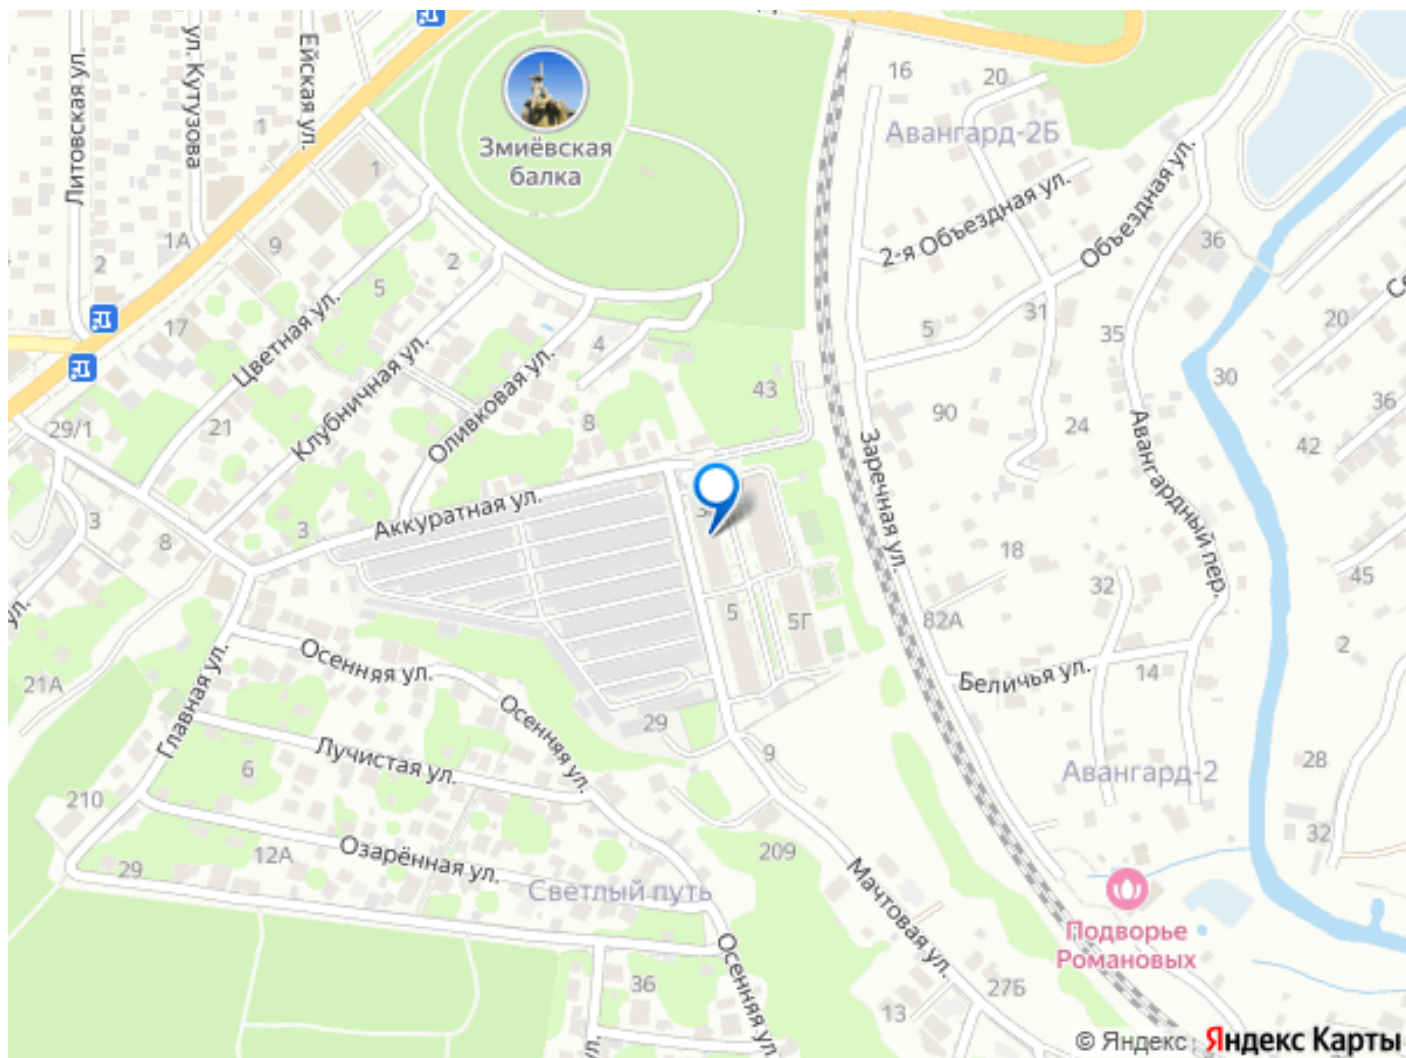 Литовская ул.
ул. Кутузова
Ейская ул.
1
1
1А
2
9
17
5
2
Змиёвская
балка
16
20
Авангард-2Б
2-я Объездная ул.
Объездная ул.
36
31
5
35
20
30
36
42
Цветная ул.
Клубничная ул.
Оливковая ул.
4
43
8
29/1
21
90
24
Заречная ул.
Авангардный пер.
Аккуратная ул.
3
3
8
18
32
45
5
5Г
82А
2
Беличья ул.
14
Осенняя ул.
21А
Главная ул.
Осенняя ул.
29
9
Лучистая ул.
6
Авангард-2
28
210
32
Озарённая ул.
12А
29
209
Светлый путь
Мачтовая ул.
Подворье
Романовых
Осенняя ул.
36
27Б
13
ул.
ул.
© Яндекс
Яндекс Карты